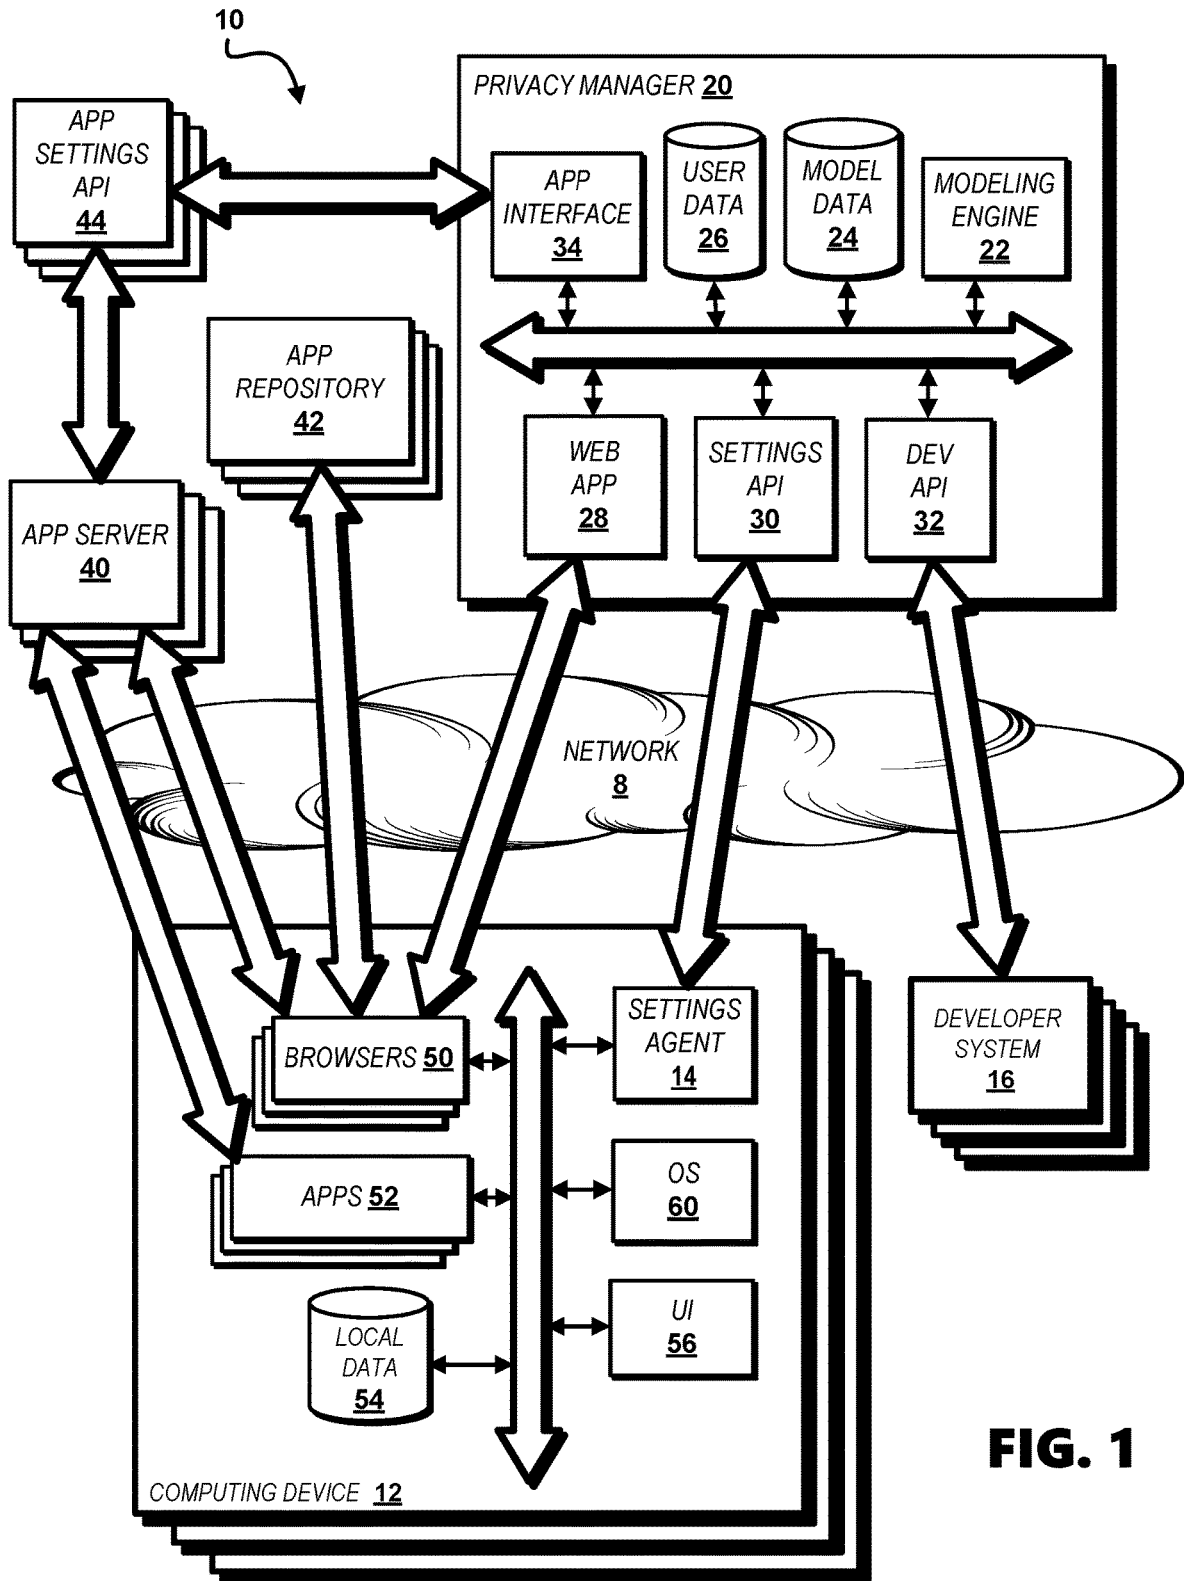 10
PRIVACY MANAGER 20
APP
SETTINGS
API
44
APP
INTERFACE
34
USER
DATA
26
MODEL
DATA
24
MODELING
ENGINE
22
APP
REPOSITORY
42
WEB
APP
28
SETTINGS
API
30
DEV
API
32
APP SERVER
40
NETWORK
8
BROWSERS 50
SETTINGS
AGENT
14
DEVELOPER
SYSTEM
16
APPS 52
OS
60
UI
56
LOCAL
DATA
54
COMPUTING DEVICE 12
FIG. 1